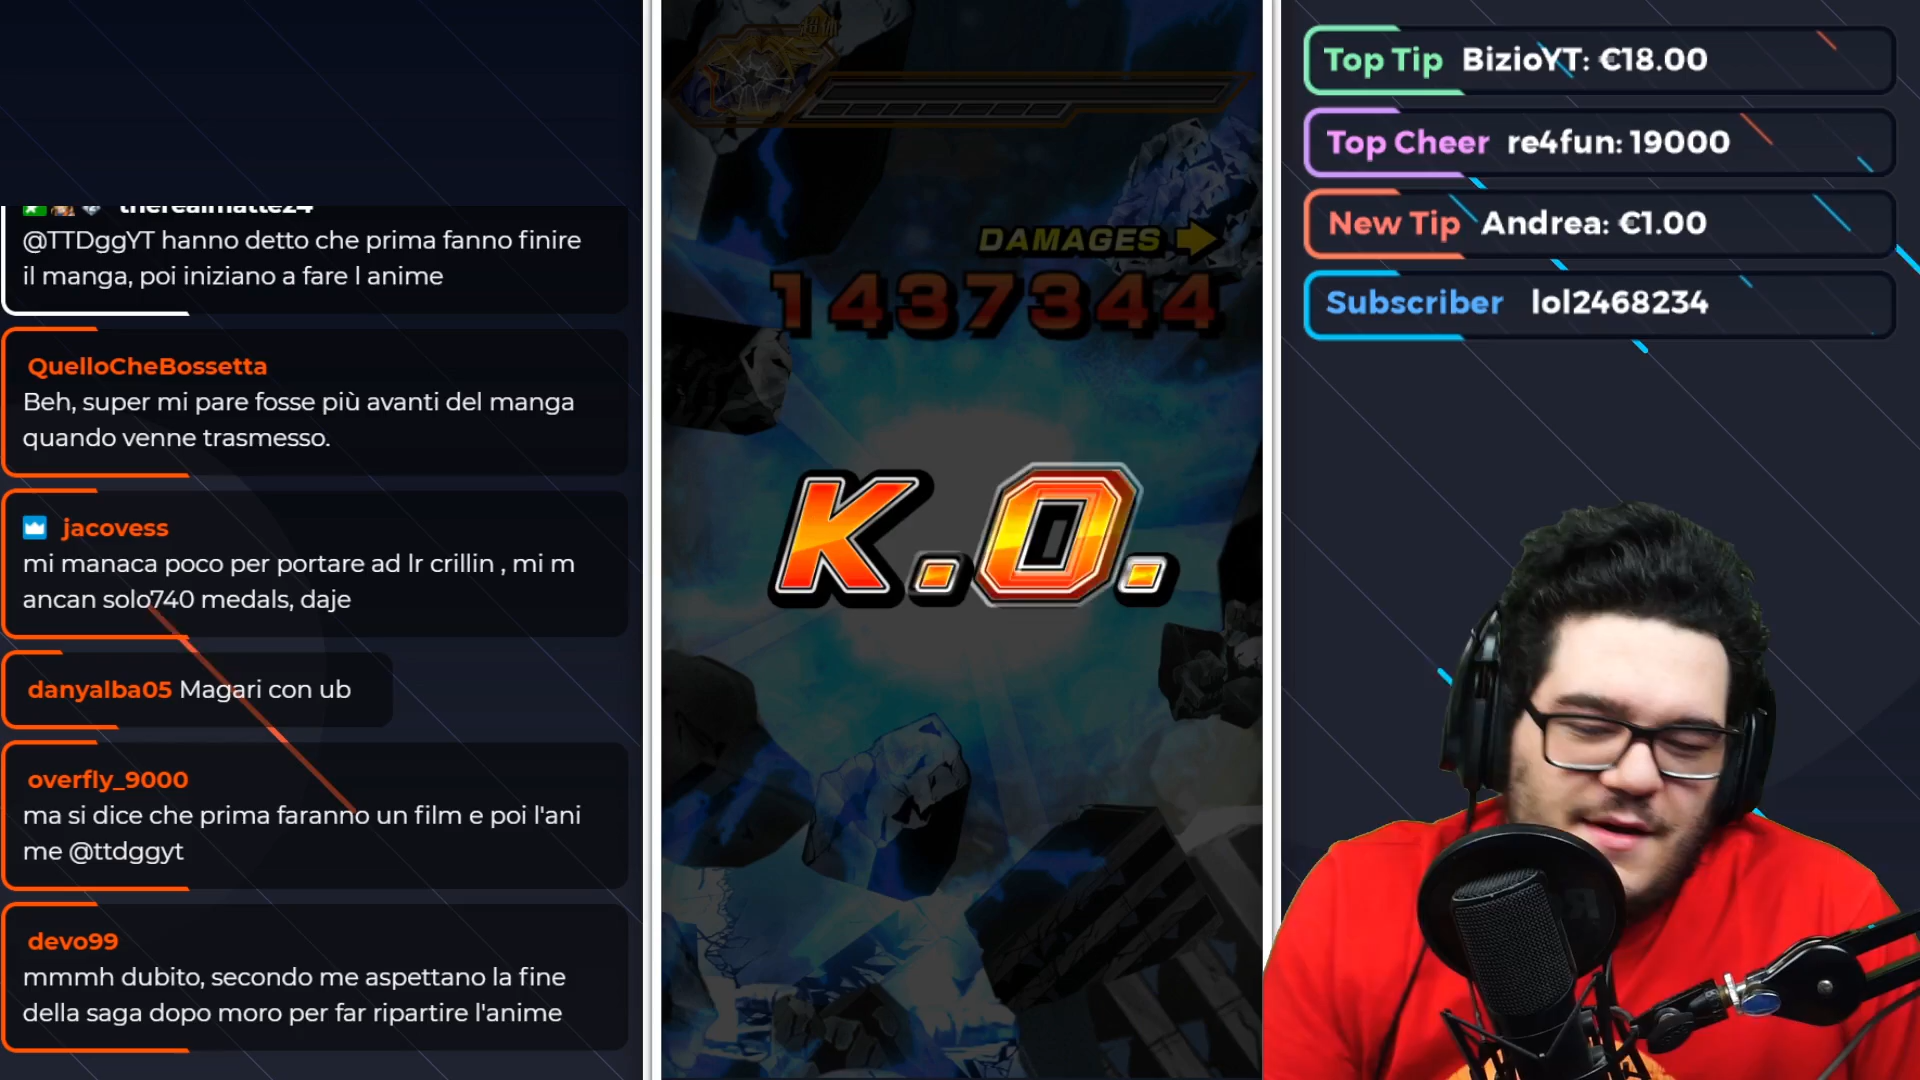 therealmatte24
@TTDggYT hanno detto che prima fanno finire
il manga, poi iniziano a fare l anime
QuelloCheBossetta
Beh, super mi pare fosse più avanti del manga
quando venne trasmesso.
jacovess
mi manaca poco per portare ad lr crillin , mi m
ancan solo740 medals, daje
danyalba05 Magari con ub
overfly_9000
ma si dice che prima faranno un film e poi l'ani
me @ttdggyt
devo99
mmmh dubito, secondo me aspettano la fine
della saga dopo moro per far ripartire l'anime
DAMAGES
1437344
K.O.
Top Tip BizioYT: €18.00
Top Cheer re4fun: 19000
New Tip Andrea: €1.00
Subscriber lol2468234